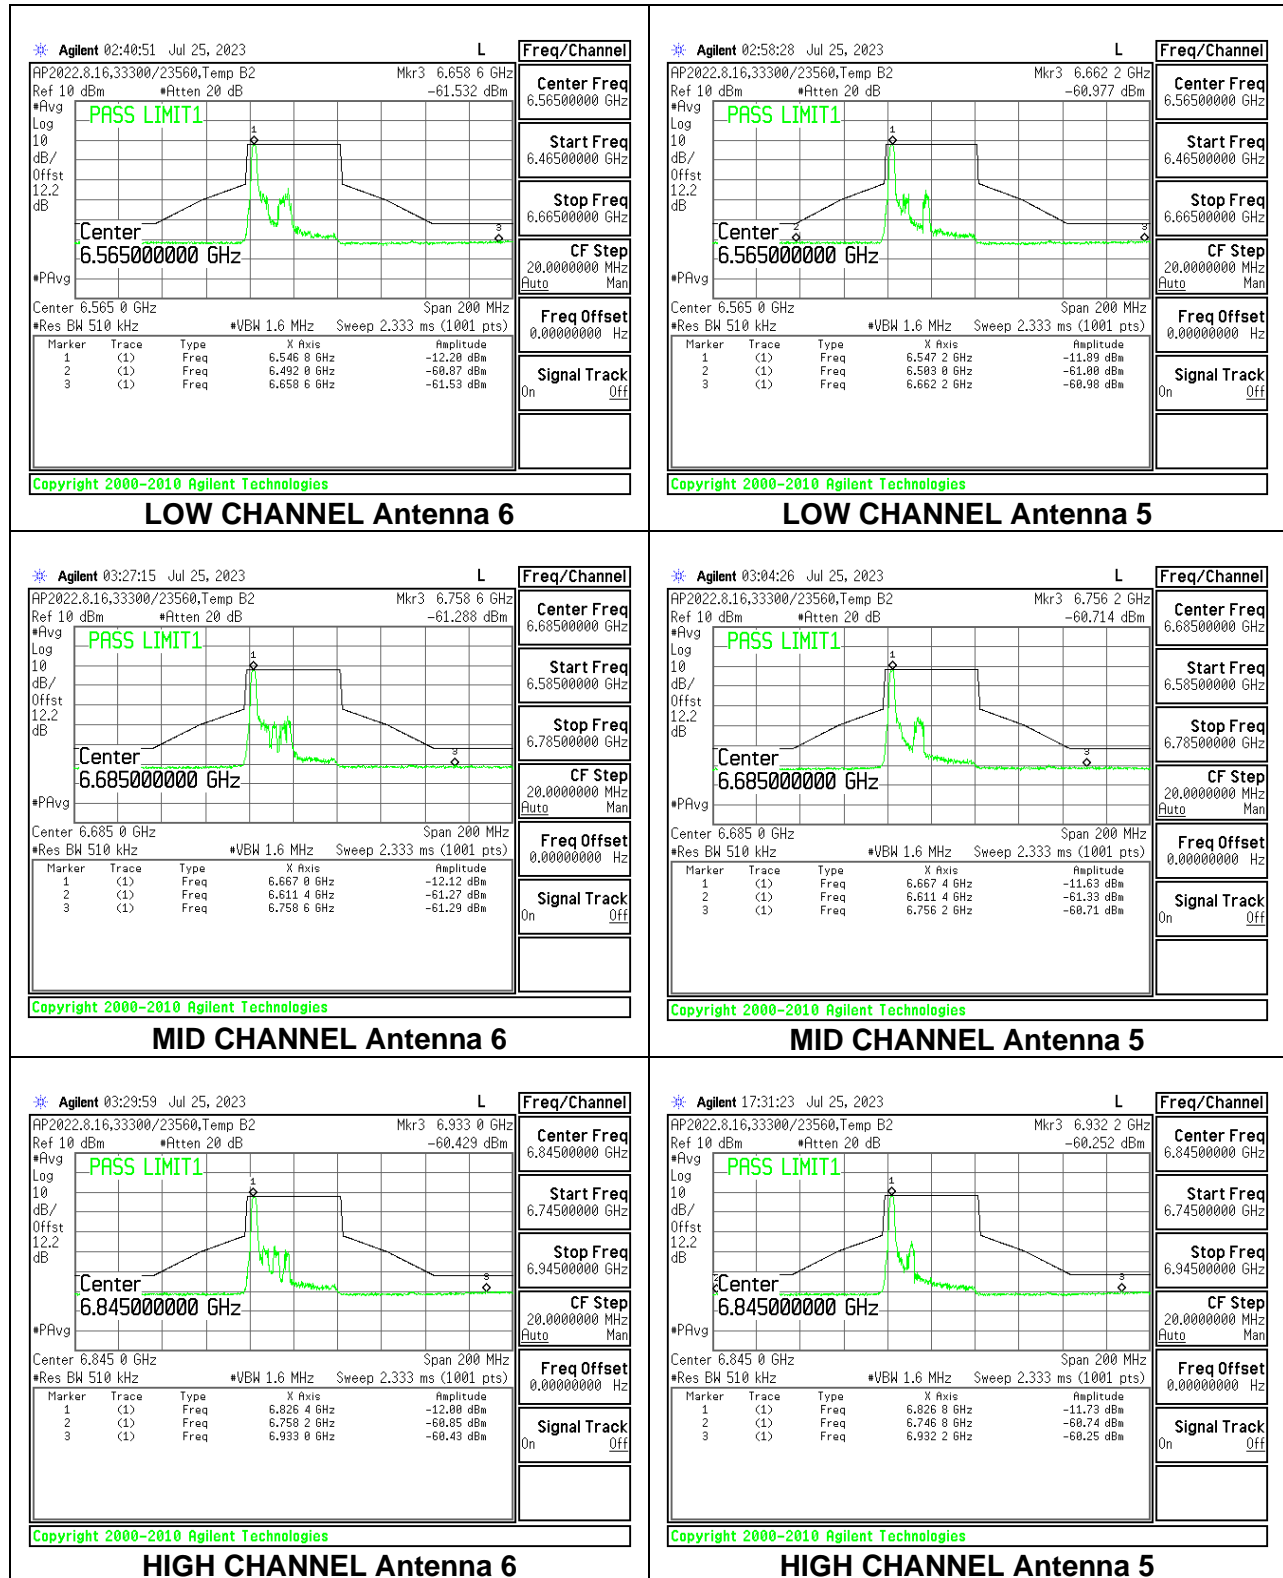 Agilent 02:40:51 Jul 25, 2023 L Freq/Channel
AP2022.8.16,33300/23560,Temp B2 Mkr3 6.658 6 GHz
Ref 10 dBm #Atten 20 dB -61.532 dBm
#Avg
Log
10
dB/
Offst
12.2
dB
#PAvg
PASS LIMIT1
1
3
Center
6.565000000 GHz
Center 6.565 0 GHz Span 200 MHz
#Res BW 510 kHz #VBW 1.6 MHz Sweep 2.333 ms (1001 pts)
Marker Trace Type X Axis Amplitude
1 (1) Freq 6.546 8 GHz -12.20 dBm
2 (1) Freq 6.492 0 GHz -60.87 dBm
3 (1) Freq 6.658 6 GHz -61.53 dBm
Center Freq
6.56500000 GHz
Start Freq
6.46500000 GHz
Stop Freq
6.66500000 GHz
CF Step
20.0000000 MHz
Auto Man
Freq Offset
0.00000000 Hz
Signal Track
On Off
Copyright 2000-2010 Agilent Technologies
LOW CHANNEL Antenna 6
Agilent 02:58:28 Jul 25, 2023 L Freq/Channel
AP2022.8.16,33300/23560,Temp B2 Mkr3 6.662 2 GHz
Ref 10 dBm #Atten 20 dB -60.977 dBm
#Avg
Log
10
dB/
Offst
12.2
dB
#PAvg
PASS LIMIT1
1
2
3
Center
6.565000000 GHz
Center 6.565 0 GHz Span 200 MHz
#Res BW 510 kHz #VBW 1.6 MHz Sweep 2.333 ms (1001 pts)
Marker Trace Type X Axis Amplitude
1 (1) Freq 6.547 2 GHz -11.89 dBm
2 (1) Freq 6.503 0 GHz -61.00 dBm
3 (1) Freq 6.662 2 GHz -60.98 dBm
Center Freq
6.56500000 GHz
Start Freq
6.46500000 GHz
Stop Freq
6.66500000 GHz
CF Step
20.0000000 MHz
Auto Man
Freq Offset
0.00000000 Hz
Signal Track
On Off
Copyright 2000-2010 Agilent Technologies
LOW CHANNEL Antenna 5
Agilent 03:27:15 Jul 25, 2023 L Freq/Channel
AP2022.8.16,33300/23560,Temp B2 Mkr3 6.758 6 GHz
Ref 10 dBm #Atten 20 dB -61.288 dBm
#Avg
Log
10
dB/
Offst
12.2
dB
#PAvg
PASS LIMIT1
1
3
Center
6.685000000 GHz
Center 6.685 0 GHz Span 200 MHz
#Res BW 510 kHz #VBW 1.6 MHz Sweep 2.333 ms (1001 pts)
Marker Trace Type X Axis Amplitude
1 (1) Freq 6.667 0 GHz -12.12 dBm
2 (1) Freq 6.611 4 GHz -61.27 dBm
3 (1) Freq 6.758 6 GHz -61.29 dBm
Center Freq
6.68500000 GHz
Start Freq
6.58500000 GHz
Stop Freq
6.78500000 GHz
CF Step
20.0000000 MHz
Auto Man
Freq Offset
0.00000000 Hz
Signal Track
On Off
Copyright 2000-2010 Agilent Technologies
MID CHANNEL Antenna 6
Agilent 03:04:26 Jul 25, 2023 L Freq/Channel
AP2022.8.16,33300/23560,Temp B2 Mkr3 6.756 2 GHz
Ref 10 dBm #Atten 20 dB -60.714 dBm
#Avg
Log
10
dB/
Offst
12.2
dB
#PAvg
PASS LIMIT1
1
3
Center
6.685000000 GHz
Center 6.685 0 GHz Span 200 MHz
#Res BW 510 kHz #VBW 1.6 MHz Sweep 2.333 ms (1001 pts)
Marker Trace Type X Axis Amplitude
1 (1) Freq 6.667 4 GHz -11.63 dBm
2 (1) Freq 6.611 4 GHz -61.33 dBm
3 (1) Freq 6.756 2 GHz -60.71 dBm
Center Freq
6.68500000 GHz
Start Freq
6.58500000 GHz
Stop Freq
6.78500000 GHz
CF Step
20.0000000 MHz
Auto Man
Freq Offset
0.00000000 Hz
Signal Track
On Off
Copyright 2000-2010 Agilent Technologies
MID CHANNEL Antenna 5
Agilent 03:29:59 Jul 25, 2023 L Freq/Channel
AP2022.8.16,33300/23560,Temp B2 Mkr3 6.933 0 GHz
Ref 10 dBm #Atten 20 dB -60.429 dBm
#Avg
Log
10
dB/
Offst
12.2
dB
#PAvg
PASS LIMIT1
1
3
Center
6.845000000 GHz
Center 6.845 0 GHz Span 200 MHz
#Res BW 510 kHz #VBW 1.6 MHz Sweep 2.333 ms (1001 pts)
Marker Trace Type X Axis Amplitude
1 (1) Freq 6.826 4 GHz -12.00 dBm
2 (1) Freq 6.758 2 GHz -60.85 dBm
3 (1) Freq 6.933 0 GHz -60.43 dBm
Center Freq
6.84500000 GHz
Start Freq
6.74500000 GHz
Stop Freq
6.94500000 GHz
CF Step
20.0000000 MHz
Auto Man
Freq Offset
0.00000000 Hz
Signal Track
On Off
Copyright 2000-2010 Agilent Technologies
HIGH CHANNEL Antenna 6
Agilent 17:31:23 Jul 25, 2023 L Freq/Channel
AP2022.8.16,33300/23560,Temp B2 Mkr3 6.932 2 GHz
Ref 10 dBm #Atten 20 dB -60.252 dBm
#Avg
Log
10
dB/
Offst
12.2
dB
#PAvg
PASS LIMIT1
1
2
3
Center
6.845000000 GHz
Center 6.845 0 GHz Span 200 MHz
#Res BW 510 kHz #VBW 1.6 MHz Sweep 2.333 ms (1001 pts)
Marker Trace Type X Axis Amplitude
1 (1) Freq 6.826 8 GHz -11.73 dBm
2 (1) Freq 6.746 8 GHz -60.74 dBm
3 (1) Freq 6.932 2 GHz -60.25 dBm
Center Freq
6.84500000 GHz
Start Freq
6.74500000 GHz
Stop Freq
6.94500000 GHz
CF Step
20.0000000 MHz
Auto Man
Freq Offset
0.00000000 Hz
Signal Track
On Off
Copyright 2000-2010 Agilent Technologies
HIGH CHANNEL Antenna 5